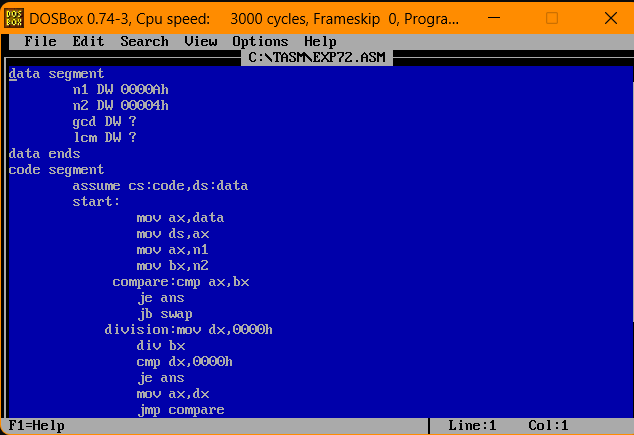 DOS BOX DOSBox 0.74-3, Cpu speed: 3000 cycles, Frameskip 0, Progra...
File Edit Search View Options Help
C:\TASM\EXP72.ASM
data segment
n1 DW 0000Ah
n2 DW 00004h
gcd DW ?
lcm DW ?
data ends
code segment
assume cs:code,ds:data
start:
mov ax,data
mov ds,ax
mov ax,n1
mov bx,n2
compare:cmp ax,bx
je ans
jb swap
division:mov dx,0000h
div bx
cmp dx,0000h
je ans
mov ax,dx
jmp compare
F1=Help Line:1 Col:1